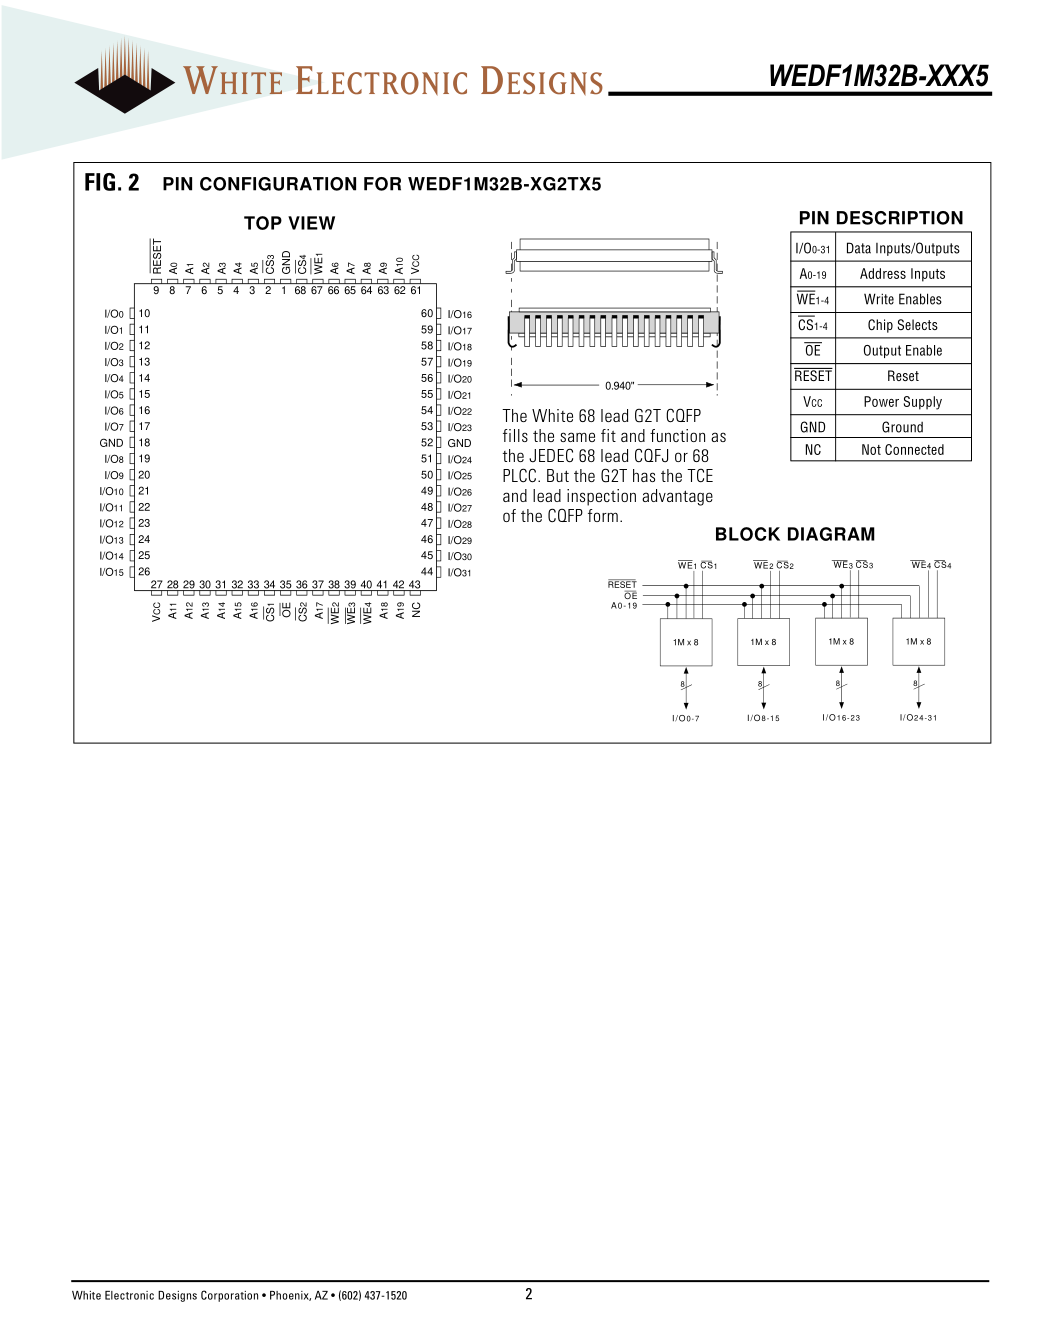 WHITE ELECTRONIC DESIGNS
WEDF1M32B-XXX5
FIG. 2 PIN CONFIGURATION FOR WEDF1M32B-XG2TX5
TOP VIEW
RESET A0 A1 A2 A3 A4 A5 CS3 GND CS4 WE1 A6 A7 A8 A9 A10 VCC
9 8 7 6 5 4 3 2 1 68 67 66 65 64 63 62 61
I/O0 10 60 I/O16
I/O1 11 59 I/O17
I/O2 12 58 I/O18
I/O3 13 57 I/O19
I/O4 14 56 I/O20
I/O5 15 55 I/O21
I/O6 16 54 I/O22
I/O7 17 53 I/O23
GND 18 52 GND
I/O8 19 51 I/O24
I/O9 20 50 I/O25
I/O10 21 49 I/O26
I/O11 22 48 I/O27
I/O12 23 47 I/O28
I/O13 24 46 I/O29
I/O14 25 45 I/O30
I/O15 26 44 I/O31
27 28 29 30 31 32 33 34 35 36 37 38 39 40 41 42 43
VCC A11 A12 A13 A14 A15 A16 CS1 OE CS2 A17 WE2 WE3 WE4 A18 A19 NC
0.940"
The White 68 lead G2T CQFP
fills the same fit and function as
the JEDEC 68 lead CQFJ or 68
PLCC. But the G2T has the TCE
and lead inspection advantage
of the CQFP form.
PIN DESCRIPTION
I/O0-31 Data Inputs/Outputs
A0-19 Address Inputs
WE1-4 Write Enables
CS1-4 Chip Selects
OE Output Enable
RESET Reset
VCC Power Supply
GND Ground
NC Not Connected
BLOCK DIAGRAM
WE1 CS1 WE2 CS2 WE3 CS3 WE4 CS4
RESET
OE
A0-19
1M x 8 1M x 8 1M x 8 1M x 8
8 8 8 8
I/O0-7 I/O8-15 I/O16-23 I/O24-31
White Electronic Designs Corporation • Phoenix, AZ • (602) 437-1520 2